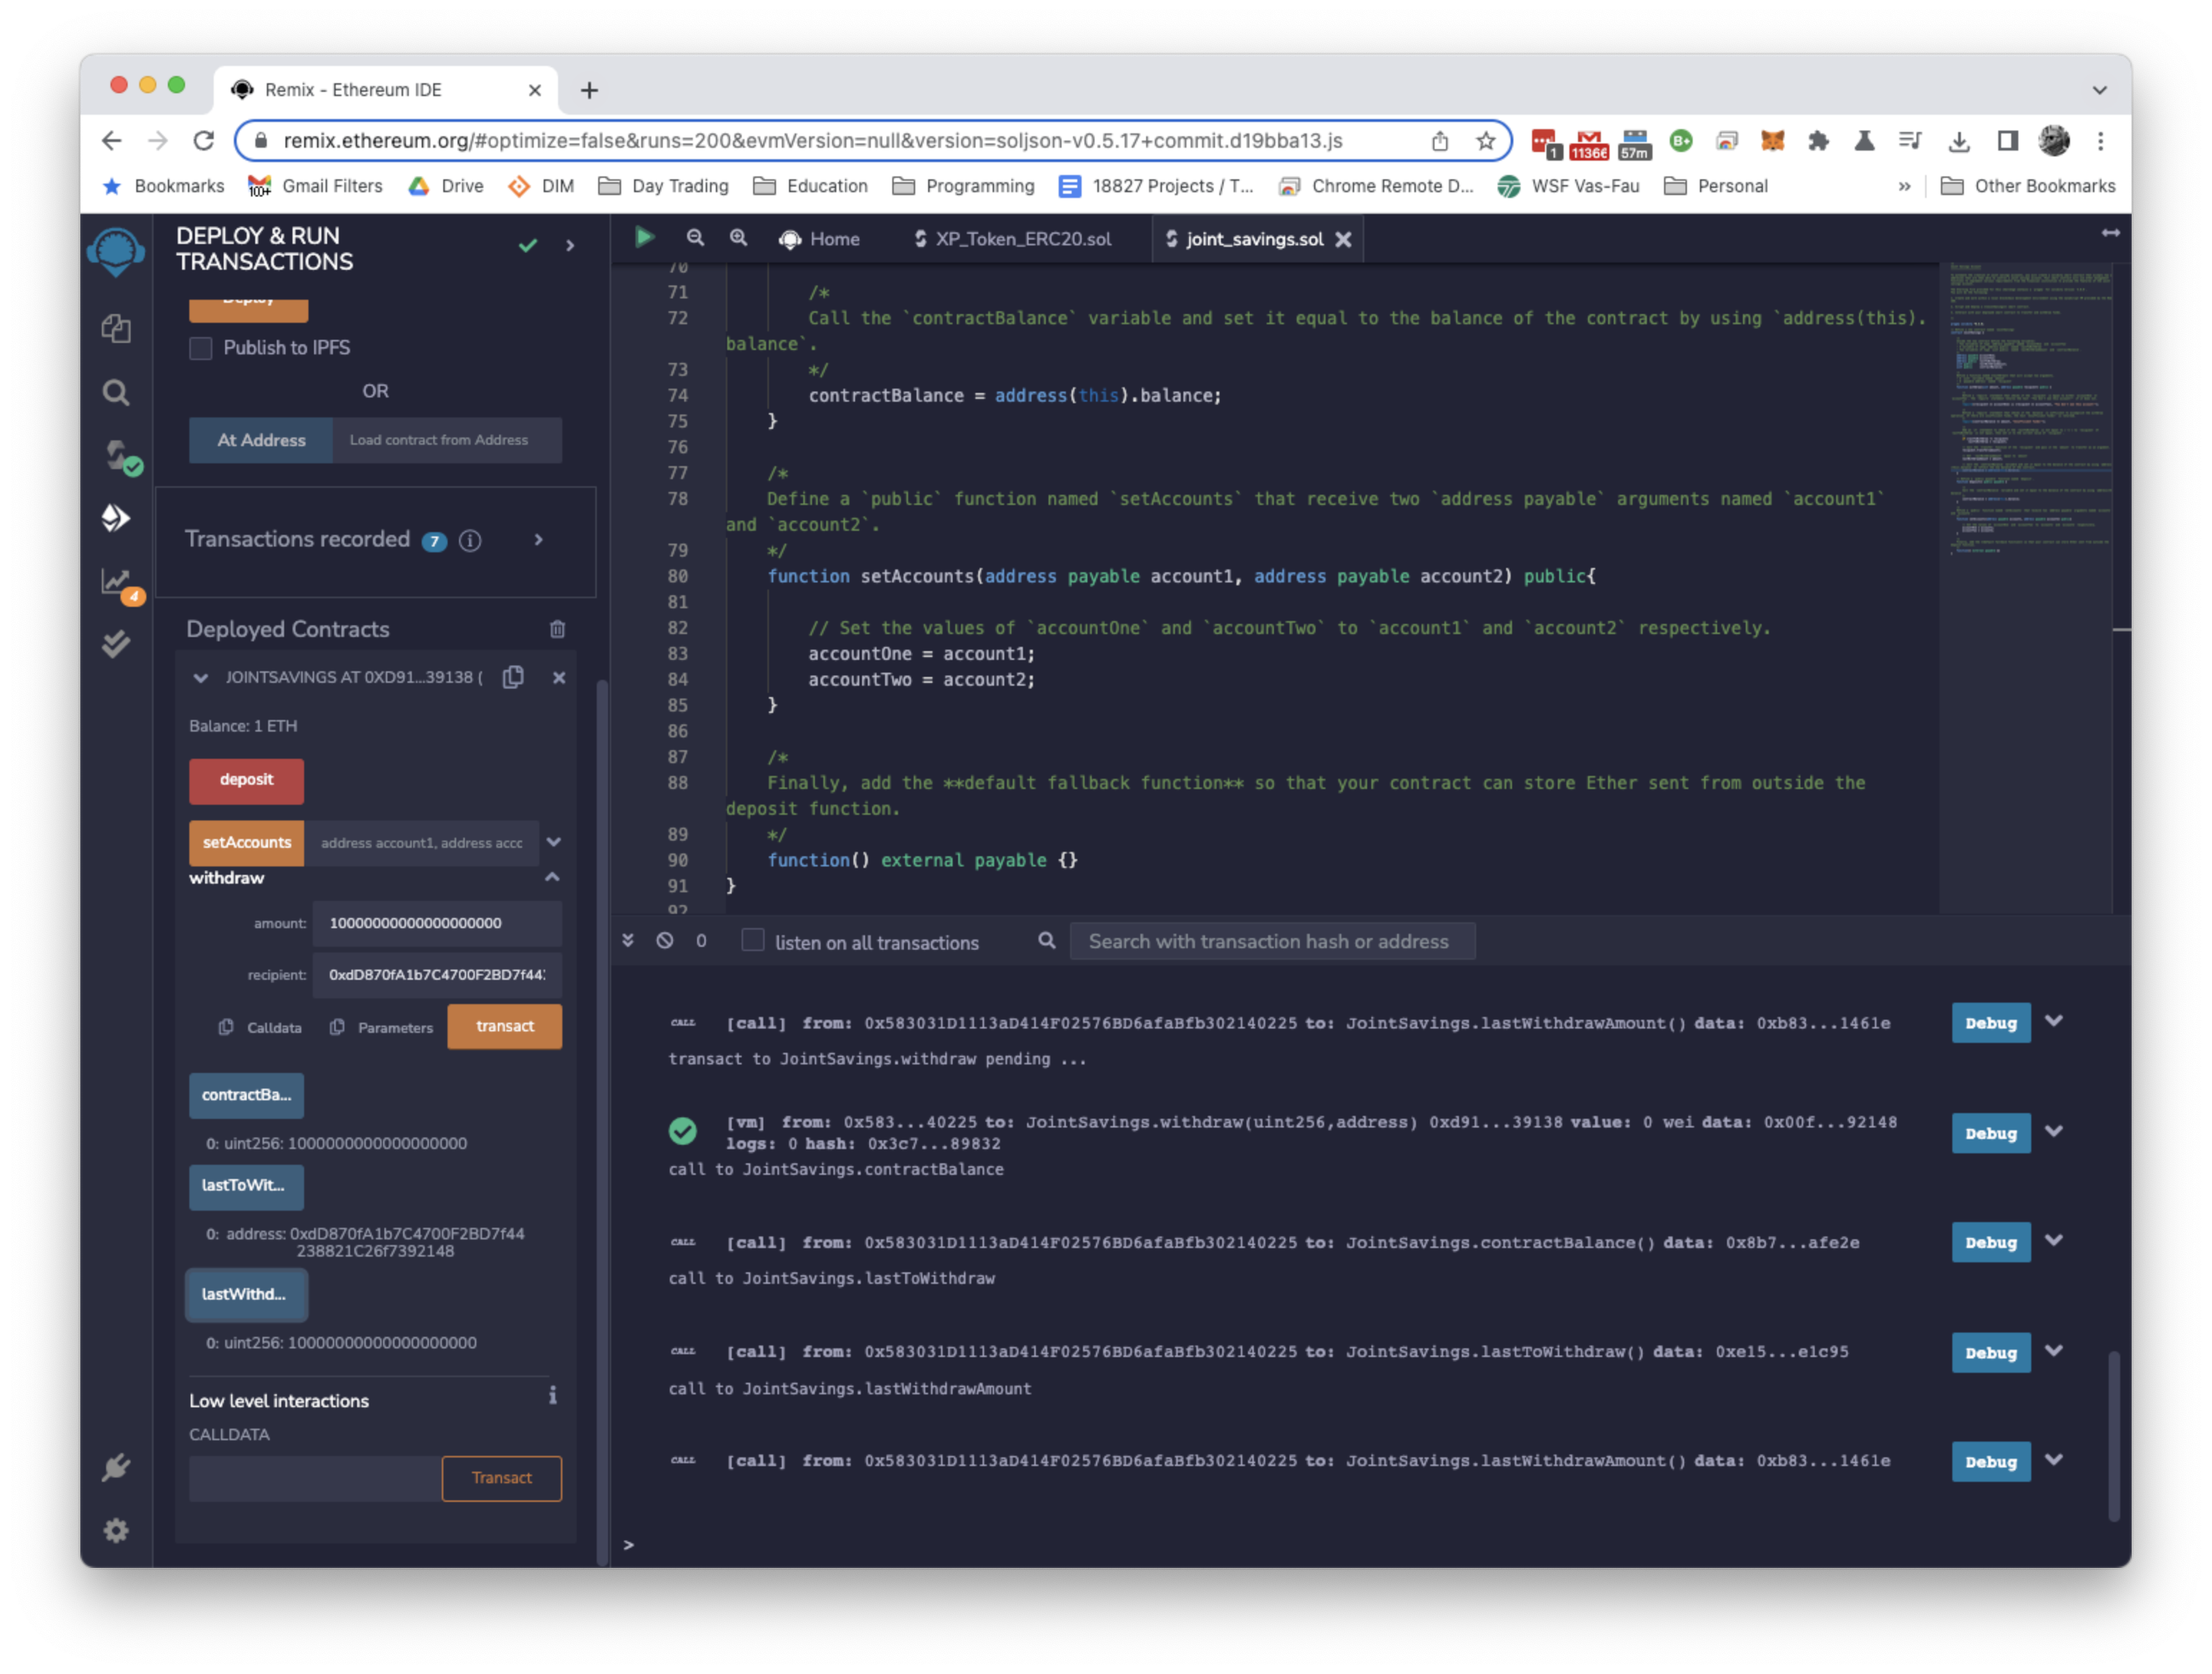 Remix - Ethereum IDE
remix.ethereum.org/#optimize=false&runs=200&evmVersion=null&version=soljson-v0.5.17+commit.d19bba13.js
1
1136
57m
B+
Bookmarks
100+
Gmail Filters
Drive
DIM
Day Trading
Education
Programming
18827 Projects / T...
Chrome Remote D...
WSF Vas-Fau
Personal
»
Other Bookmarks
DEPLOY & RUN
TRANSACTIONS
Deploy
Publish to IPFS
OR
At Address
Load contract from Address
Transactions recorded 7
4
Deployed Contracts
JOINTSAVINGS AT 0XD91...39138 (
Balance: 1 ETH
deposit
setAccounts
address account1, address accc
withdraw
amount: 10000000000000000000
recipient: 0xdD870fA1b7C4700F2BD7f44:
Calldata
Parameters
transact
contractBa...
0: uint256: 1000000000000000000
lastToWit...
0: address: 0xdD870fA1b7C4700F2BD7f44
238821C26f7392148
lastWithd...
0: uint256: 10000000000000000000
Low level interactions
CALLDATA
Transact
Home
XP_Token_ERC20.sol
joint_savings.sol
70
71 /*
72 Call the `contractBalance` variable and set it equal to the balance of the contract by using `address(this).
balance`.
73 */
74 contractBalance = address(this).balance;
75 }
76
77 /*
78 Define a `public` function named `setAccounts` that receive two `address payable` arguments named `account1`
and `account2`.
79 */
80 function setAccounts(address payable account1, address payable account2) public{
81
82 // Set the values of `accountOne` and `accountTwo` to `account1` and `account2` respectively.
83 accountOne = account1;
84 accountTwo = account2;
85 }
86
87 /*
88 Finally, add the **default fallback function** so that your contract can store Ether sent from outside the
deposit function.
89 */
90 function() external payable {}
91 }
92
0
listen on all transactions
Search with transaction hash or address
CALL [call] from: 0x583031D1113aD414F02576BD6afaBfb302140225 to: JointSavings.lastWithdrawAmount() data: 0xb83...1461e
Debug
transact to JointSavings.withdraw pending ...
[vm] from: 0x583...40225 to: JointSavings.withdraw(uint256,address) 0xd91...39138 value: 0 wei data: 0x00f...92148
logs: 0 hash: 0x3c7...89832
Debug
call to JointSavings.contractBalance
CALL [call] from: 0x583031D1113aD414F02576BD6afaBfb302140225 to: JointSavings.contractBalance() data: 0x8b7...afe2e
Debug
call to JointSavings.lastToWithdraw
CALL [call] from: 0x583031D1113aD414F02576BD6afaBfb302140225 to: JointSavings.lastToWithdraw() data: 0xe15...e1c95
Debug
call to JointSavings.lastWithdrawAmount
CALL [call] from: 0x583031D1113aD414F02576BD6afaBfb302140225 to: JointSavings.lastWithdrawAmount() data: 0xb83...1461e
Debug
>